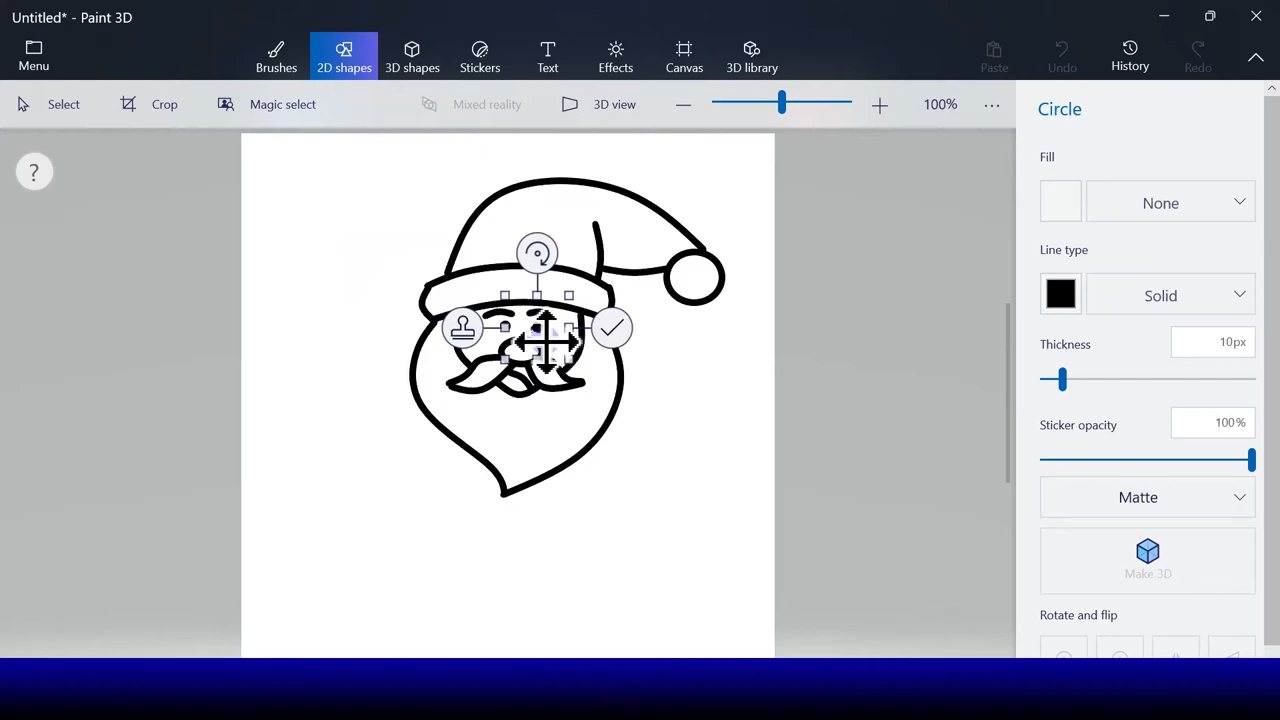 Untitled* - Paint 3D
Menu
Brushes
2D shapes
3D shapes
Stickers
Text
Effects
Canvas
3D library
Paste
Undo
History
Redo
Select
Crop
Magic select
Mixed reality
3D view
100%
?
Circle
Fill
None
Line type
Solid
Thickness
10px
Sticker opacity
100%
Matte
Make 3D
Rotate and flip